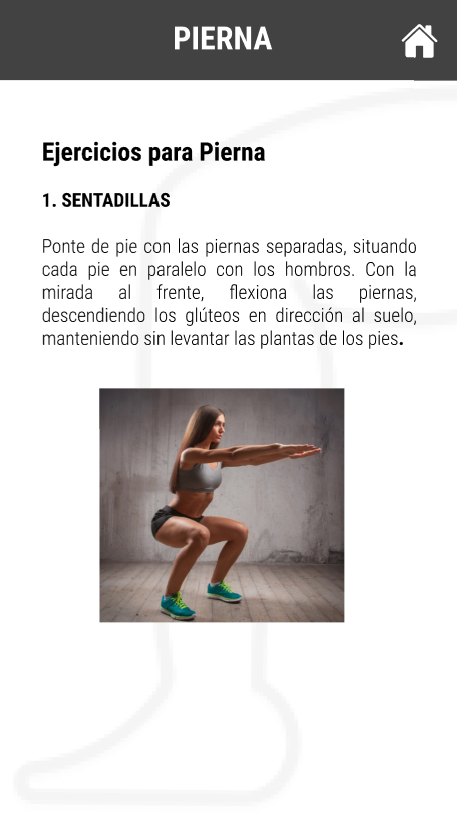 PIERNA
Ejercicios para Pierna
1. SENTADILLAS
Ponte de pie con las piernas separadas, situando
cada pie en paralelo con los hombros. Con la
mirada al frente, flexiona las piernas,
descendiendo los glúteos en dirección al suelo,
manteniendo sin levantar las plantas de los pies.